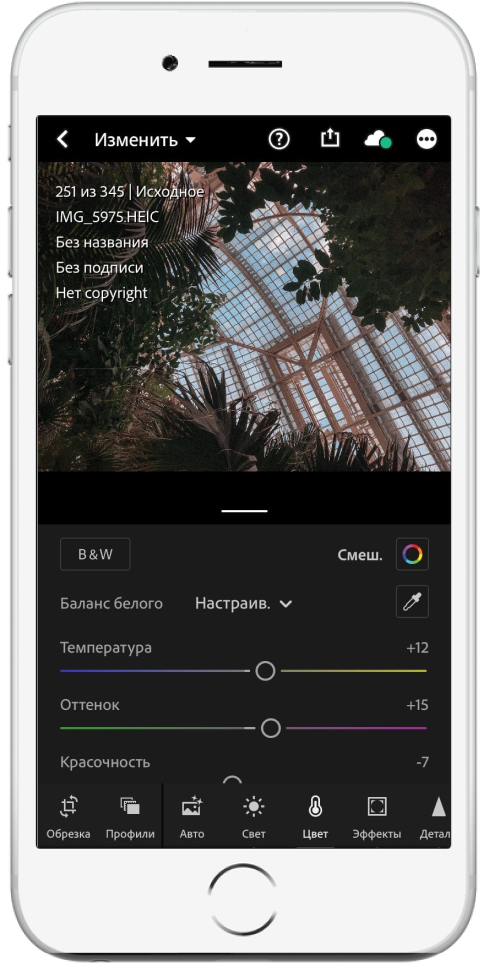 Изменить
251 из 345 | Исходное
IMG_5975.HEIC
Без названия
Без подписи
Нет copyright
B&W Смеш.
Баланс белого Настраив.
Температура +12
Оттенок +15
Красочность -7
Обрезка Профили Авто Свет Цвет Эффекты Детал